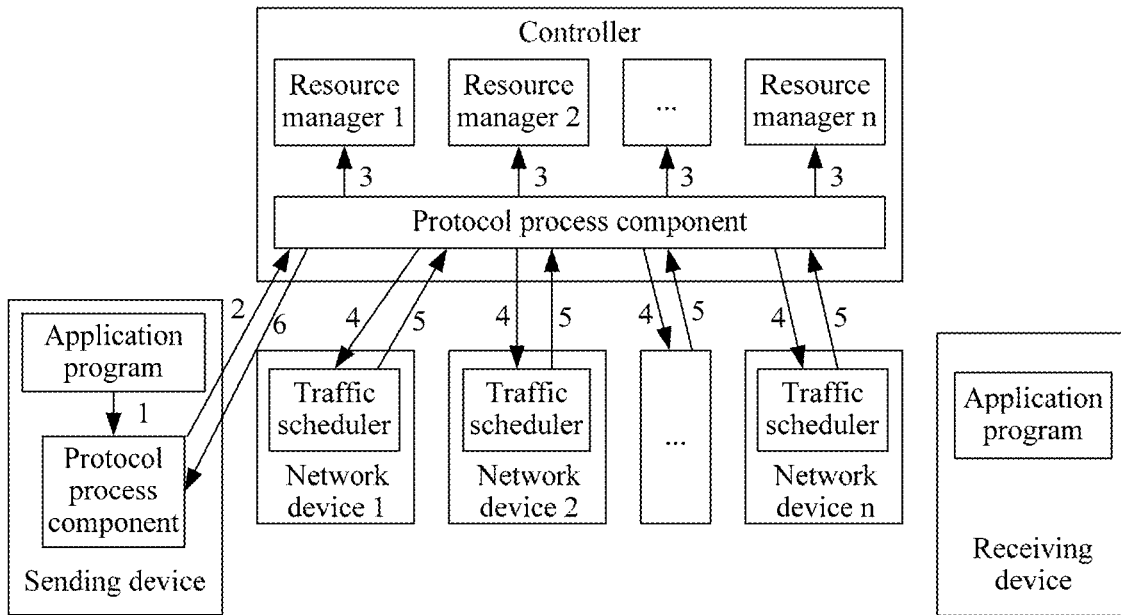 Controller
Resource
manager 1
Resource
manager 2
...
Resource
manager n
3
3
3
3
Protocol process component
2
6
4
5
4
5
4
5
4
5
Application
program
1
Protocol
process
component
Sending device
Traffic
scheduler
Network
device 1
Traffic
scheduler
Network
device 2
...
Traffic
scheduler
Network
device n
Application
program
Receiving
device